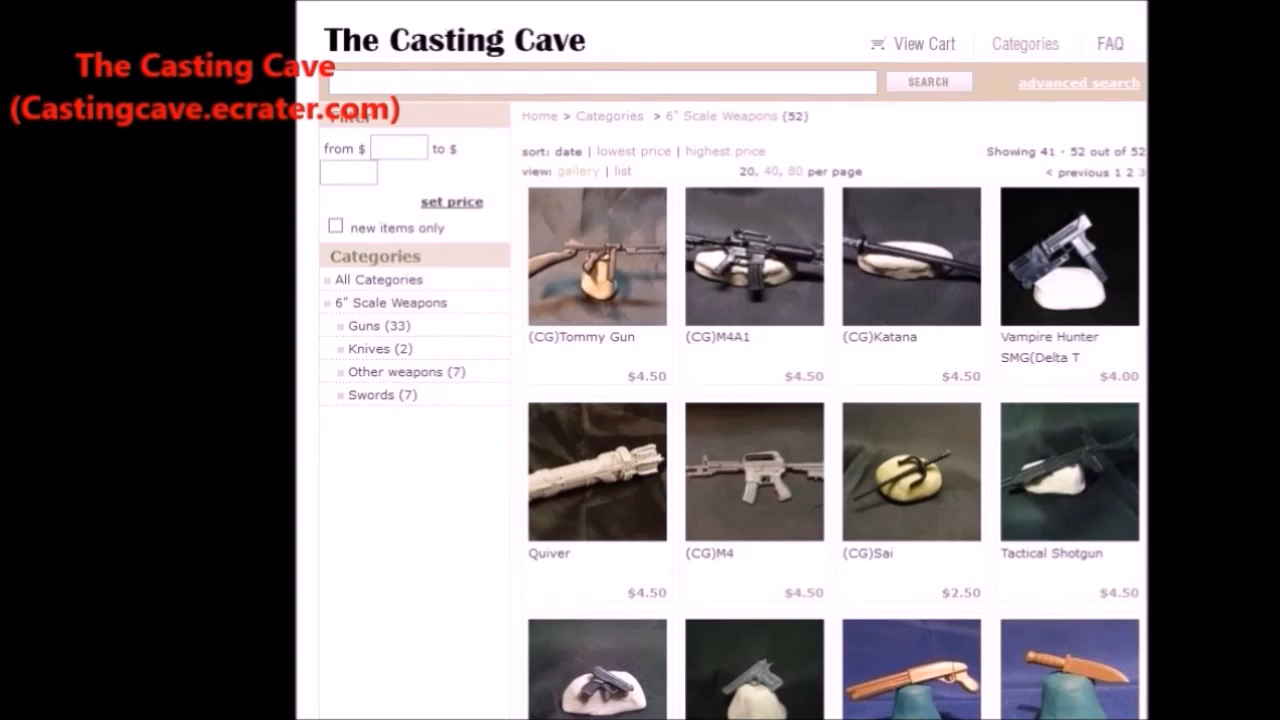 The Casting Cave
View Cart
Categories
FAQ
The Casting Cave
(Castingcave.ecrater.com)
SEARCH
advanced search
Filter
from $ to $
set price
new items only
Categories
All Categories
6" Scale Weapons
Guns (33)
Knives (2)
Other weapons (7)
Swords (7)
Home > Categories > 6" Scale Weapons (52)
sort: date | lowest price | highest price
Showing 41 - 52 out of 52
view: gallery | list
20, 40, 80 per page
< previous 1 2 3
(CG)Tommy Gun
$4.50
(CG)M4A1
$4.50
(CG)Katana
$4.50
Vampire Hunter
SMG(Delta T
$4.00
Quiver
$4.50
(CG)M4
$4.50
(CG)Sai
$2.50
Tactical Shotgun
$4.50